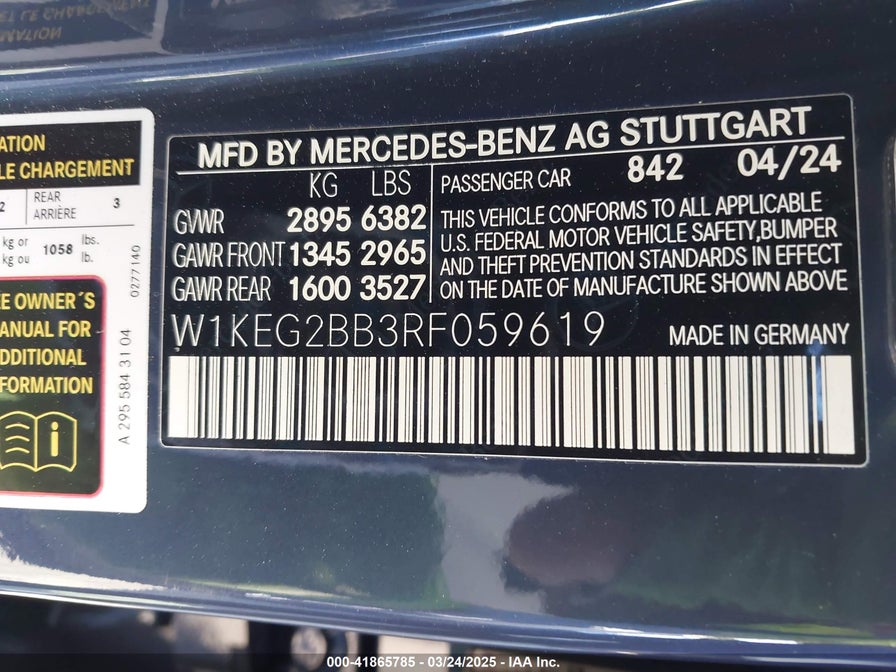 ATION
LE CHARGEMENT
2 REAR
ARRIÈRE 3
kg or
kg ou 1058 lbs.
lb.
0277140
EE OWNER´S
MANUAL FOR
ADDITIONAL
FORMATION
A 295 584 31 04
MFD BY MERCEDES-BENZ AG STUTTGART
KG LBS
GVWR 2895 6382
GAWR FRONT 1345 2965
GAWR REAR 1600 3527
PASSENGER CAR 842 04/24
THIS VEHICLE CONFORMS TO ALL APPLICABLE
U.S. FEDERAL MOTOR VEHICLE SAFETY,BUMPER
AND THEFT PREVENTION STANDARDS IN EFFECT
ON THE DATE OF MANUFACTURE SHOWN ABOVE
W1KEG2BB3RF059619 MADE IN GERMANY
000-41865785 - 03/24/2025 - IAA Inc.